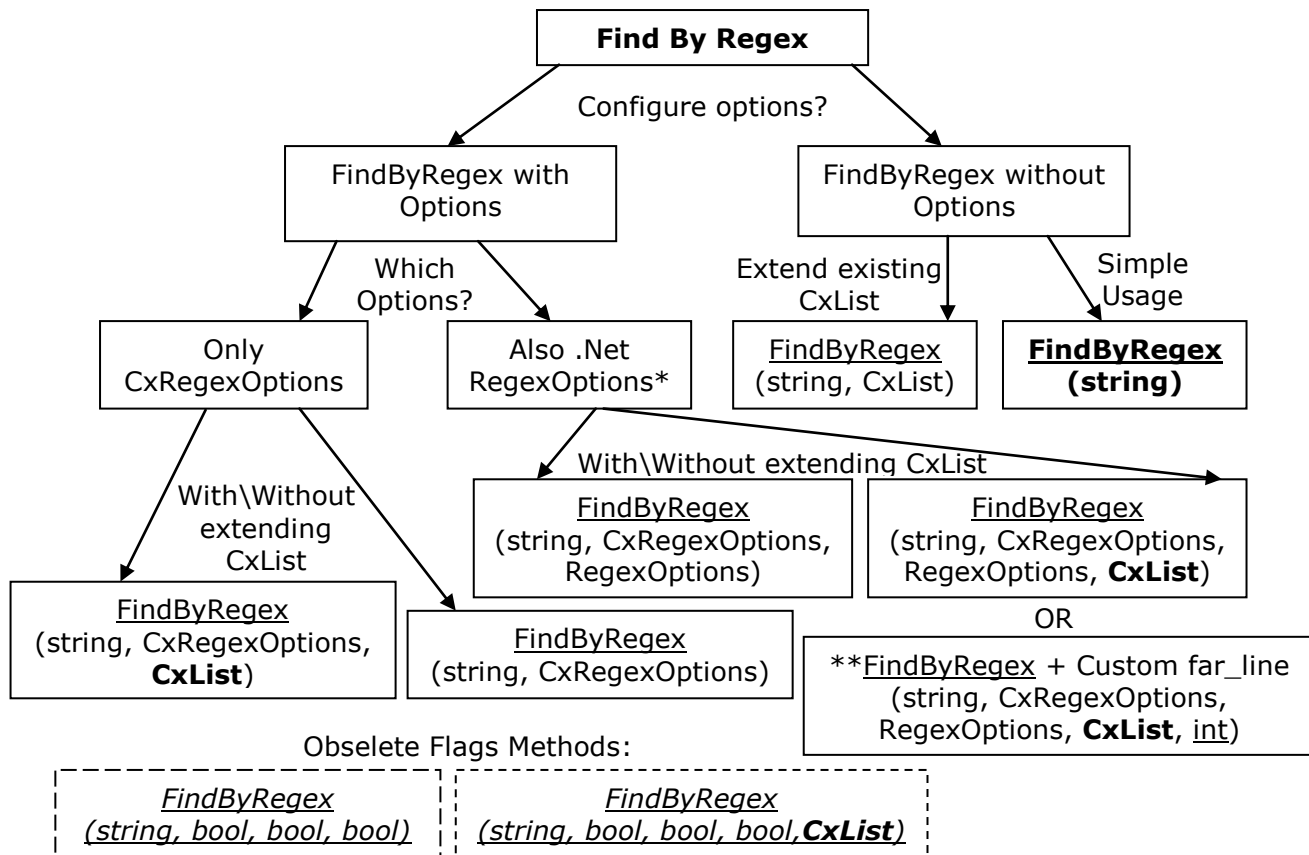 Find By Regex
Configure options?
FindByRegex with
Options
FindByRegex without
Options
Which
Options?
Extend existing
CxList
Simple
Usage
Only
CxRegexOptions
Also .Net
RegexOptions*
FindByRegex
(string, CxList)
FindByRegex
(string)
With\Without
extending
CxList
With\Without extending CxList
FindByRegex
(string, CxRegexOptions,
RegexOptions)
FindByRegex
(string, CxRegexOptions,
RegexOptions, CxList)
FindByRegex
(string, CxRegexOptions,
CxList)
FindByRegex
(string, CxRegexOptions)
OR
**FindByRegex + Custom far_line
(string, CxRegexOptions,
RegexOptions, CxList, int)
Obselete Flags Methods:
FindByRegex
(string, bool, bool, bool)
FindByRegex
(string, bool, bool, bool,CxList)